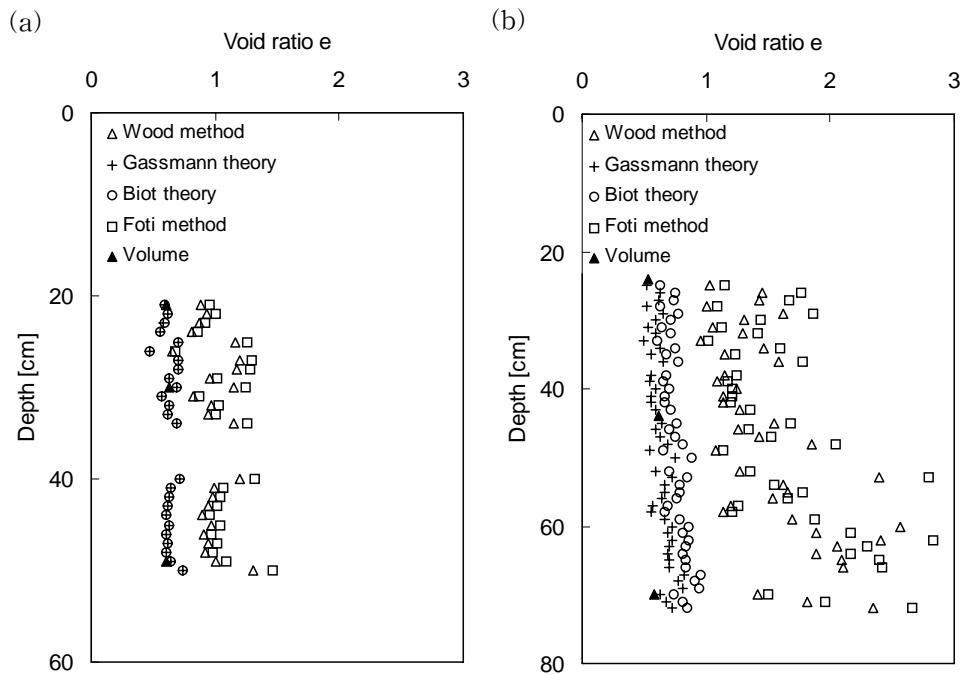 (a)
Void ratio e
0 1 2 3
0
20
40
60
Depth [cm]
Wood method
Gassmann theory
Biot theory
Foti method
Volume
(b)
Void ratio e
0 1 2 3
0
20
40
60
80
Depth [cm]
Wood method
Gassmann theory
Biot theory
Foti method
Volume